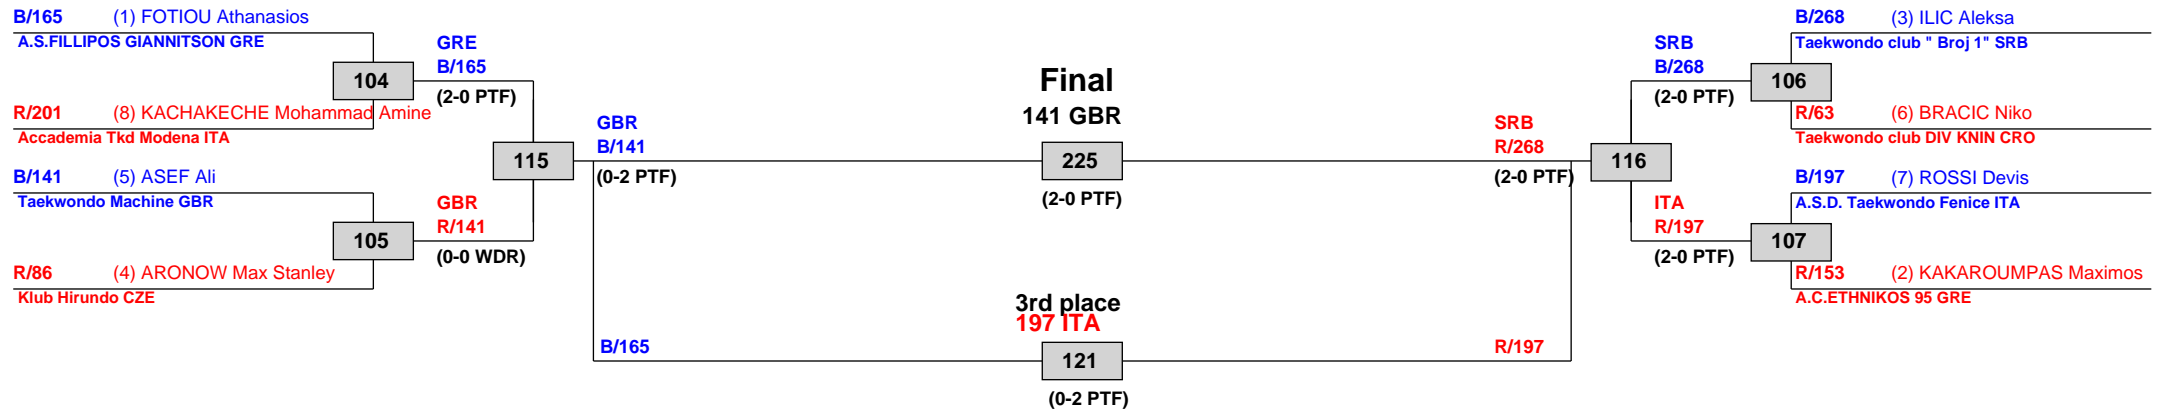 B/165 (1) FOTIOU Athanasios
A.S.FILLIPOS GIANNITSON GRE
104
GRE
B/165
(2-0 PTF)
R/201 (8) KACHAKECHE Mohammad Amine
Accademia Tkd Modena ITA
115
GBR
B/141
(0-2 PTF)
B/141 (5) ASEF Ali
Taekwondo Machine GBR
105
GBR
R/141
(0-0 WDR)
R/86 (4) ARONOW Max Stanley
Klub Hirundo CZE
Final
141 GBR
225
(2-0 PTF)
3rd place
197 ITA
B/165
121
R/197
(0-2 PTF)
SRB
R/268
(2-0 PTF)
116
SRB
B/268
(2-0 PTF)
106
B/268 (3) ILIC Aleksa
Taekwondo club " Broj 1" SRB
R/63 (6) BRACIC Niko
Taekwondo club DIV KNIN CRO
ITA
R/197
(2-0 PTF)
107
B/197 (7) ROSSI Devis
A.S.D. Taekwondo Fenice ITA
R/153 (2) KAKAROUMPAS Maximos
A.C.ETHNIKOS 95 GRE